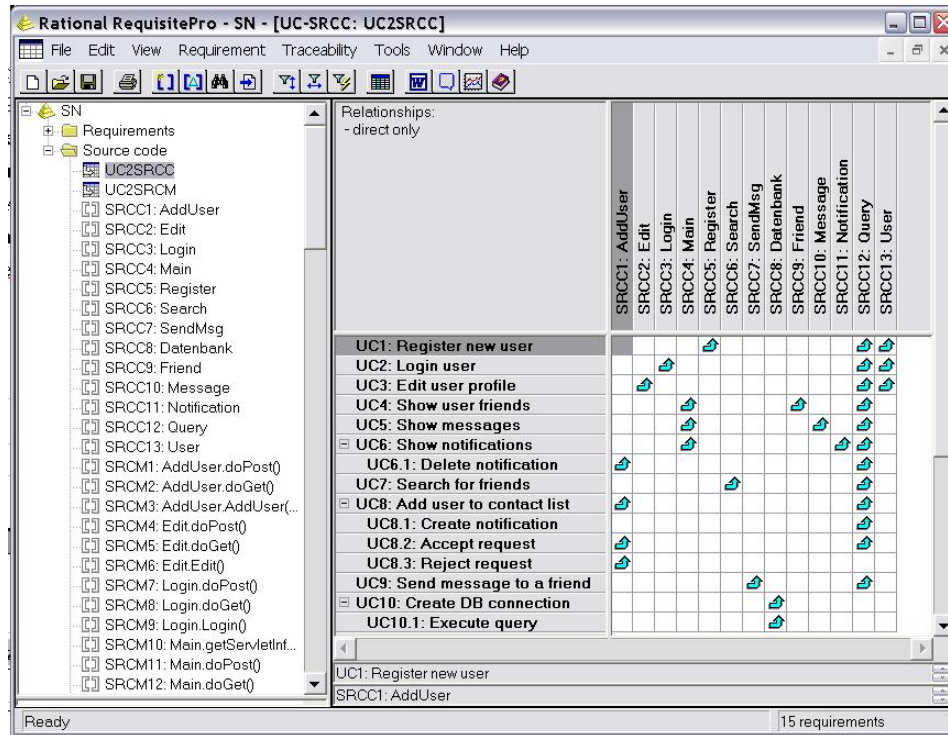 Rational RequisitePro - SN - [UC-SRCC: UC2SRCC]
File Edit View Requirement Traceability Tools Window Help
SN
Requirements
Source code
UC2SRCC
UC2SRCM
SRCC1: AddUser
SRCC2: Edit
SRCC3: Login
SRCC4: Main
SRCC5: Register
SRCC6: Search
SRCC7: SendMsg
SRCC8: Datenbank
SRCC9: Friend
SRCC10: Message
SRCC11: Notification
SRCC12: Query
SRCC13: User
SRCM1: AddUser.doPost()
SRCM2: AddUser.doGet()
SRCM3: AddUser.AddUser(...
SRCM4: Edit.doPost()
SRCM5: Edit.doGet()
SRCM6: Edit.Edit()
SRCM7: Login.doPost()
SRCM8: Login.doGet()
SRCM9: Login.Login()
SRCM10: Main.getServletInf...
SRCM11: Main.doPost()
SRCM12: Main.doGet()
Relationships:
- direct only
SRCC1: AddUser
SRCC2: Edit
SRCC3: Login
SRCC4: Main
SRCC5: Register
SRCC6: Search
SRCC7: SendMsg
SRCC8: Datenbank
SRCC9: Friend
SRCC10: Message
SRCC11: Notification
SRCC12: Query
SRCC13: User
UC1: Register new user
UC2: Login user
UC3: Edit user profile
UC4: Show user friends
UC5: Show messages
UC6: Show notifications
UC6.1: Delete notification
UC7: Search for friends
UC8: Add user to contact list
UC8.1: Create notification
UC8.2: Accept request
UC8.3: Reject request
UC9: Send message to a friend
UC10: Create DB connection
UC10.1: Execute query
UC1: Register new user
SRCC1: AddUser
Ready
15 requirements